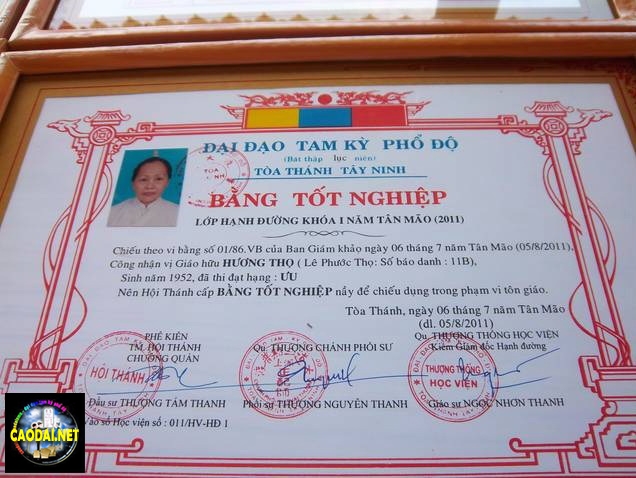 ĐẠI ĐẠO TAM KỲ PHỔ ĐỘ
(Bát thập lục niên)
TÒA THÁNH TÂY NINH
BẰNG TỐT NGHIỆP
LỚP HẠNH ĐƯỜNG KHÓA I NĂM TÂN MÃO (2011)
Chiếu theo vi bằng số 01/86.VB của Ban Giám khảo ngày 06 tháng 7 năm Tân Mão (05/8/2011),
Công nhận vị Giáo hữu HƯƠNG THỌ ( Lê Phước Thọ: Số báo danh : 11B),
Sinh năm 1952, đã thi đạt hạng : ƯU
Nên Hội Thánh cấp BẰNG TỐT NGHIỆP nầy để chiếu dụng trong phạm vi tôn giáo.
Tòa Thánh, ngày 06 tháng 7 năm Tân Mão
(dl. 05/8/2011)
PHÊ KIẾN
TM. HỘI THÁNH
CHƯỞNG QUẢN
Qu. THƯỢNG CHÁNH PHỐI SƯ
Qu. THƯỢNG THỐNG HỌC VIỆN
Kiêm Giám đốc Hạnh đường
HỘI THÁNH
THƯỢNG THỐNG
HỌC VIỆN
Đầu sư THƯỢNG TÁM THANH
Phối sư THƯỢNG NGUYÊN THANH
Giáo sư NGỌC NHƠN THANH
Vào sổ Học viện số : 011/HV-HĐ 1
CAODAI.NET